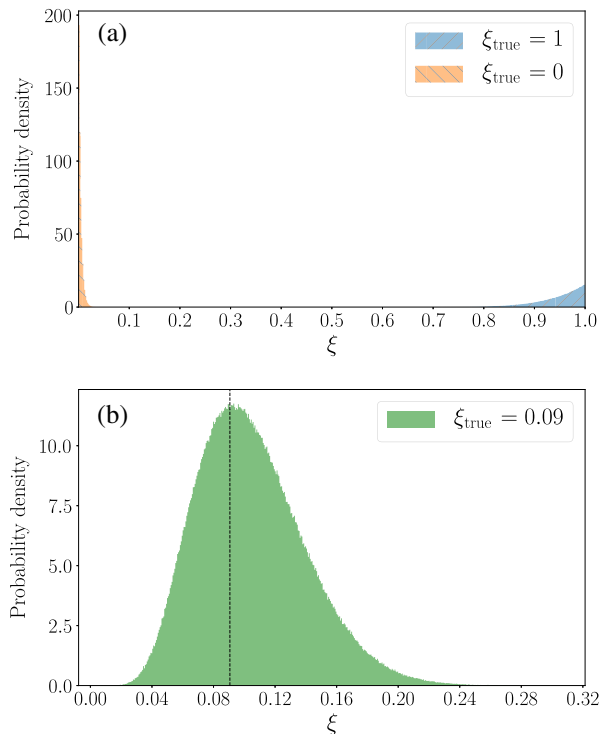 (a)
ξtrue = 1
ξtrue = 0
Probability density
200
150
100
50
0
0.1 0.2 0.3 0.4 0.5 0.6 0.7 0.8 0.9 1.0
ξ
(b)
ξtrue = 0.09
Probability density
10.0
7.5
5.0
2.5
0.0
0.00 0.04 0.08 0.12 0.16 0.20 0.24 0.28 0.32
ξ